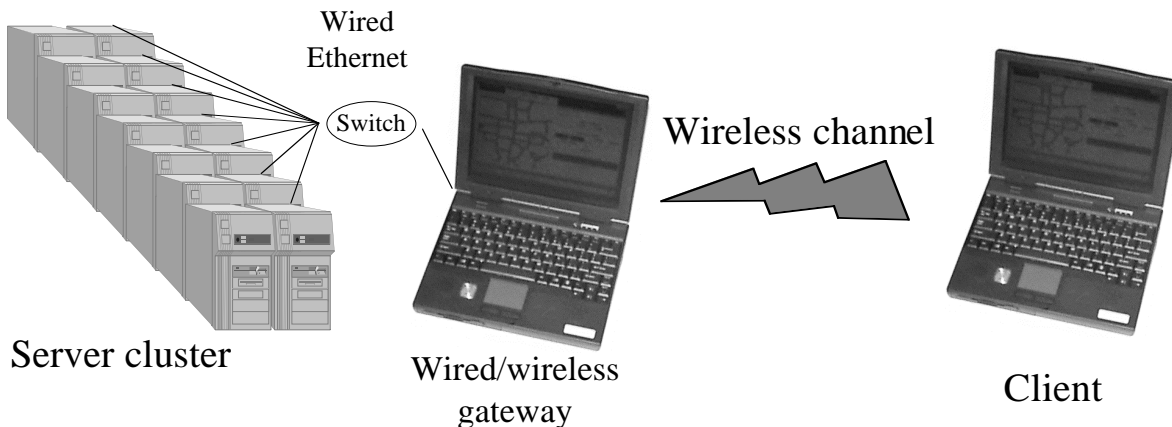 Wired
Ethernet
Switch
Wireless channel
Server cluster
Wired/wireless
gateway
Client